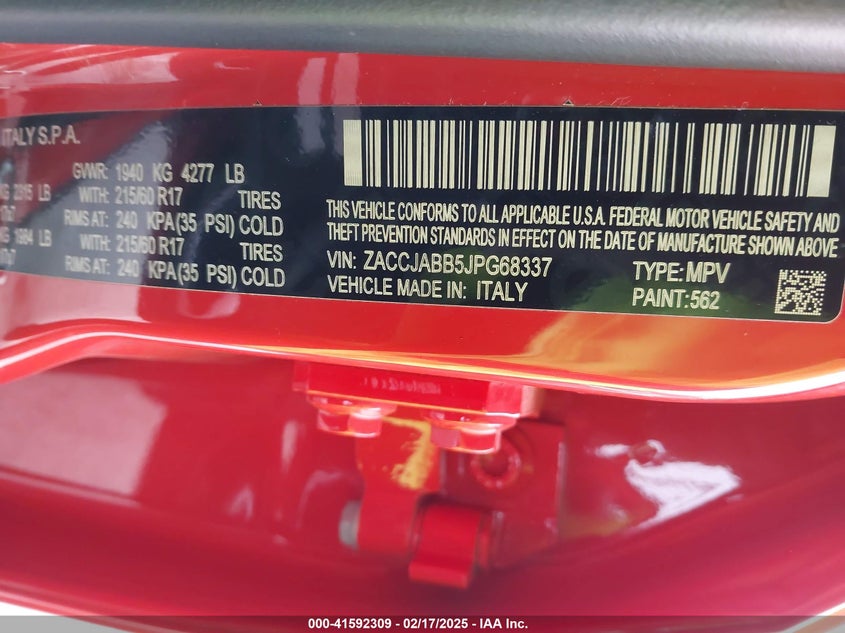 ITALY S.P.A.
GVWR: 1940 KG 4277 LB
KG 2315 LB WITH: 215/60 R17 TIRES
RIMS AT: 240 KPA(35 PSI) COLD
KG 1984 LB WITH: 215/60 R17 TIRES
RIMS AT: 240 KPA(35 PSI) COLD
THIS VEHICLE CONFORMS TO ALL APPLICABLE U.S.A. FEDERAL MOTOR VEHICLE SAFETY AND
THEFT PREVENTION STANDARDS IN EFFECT ON THE DATE OF MANUFACTURE SHOWN ABOVE
VIN: ZACCJABB5JPG68337 TYPE: MPV
VEHICLE MADE IN: ITALY PAINT: 562
000-41592309 - 02/17/2025 - IAA Inc.